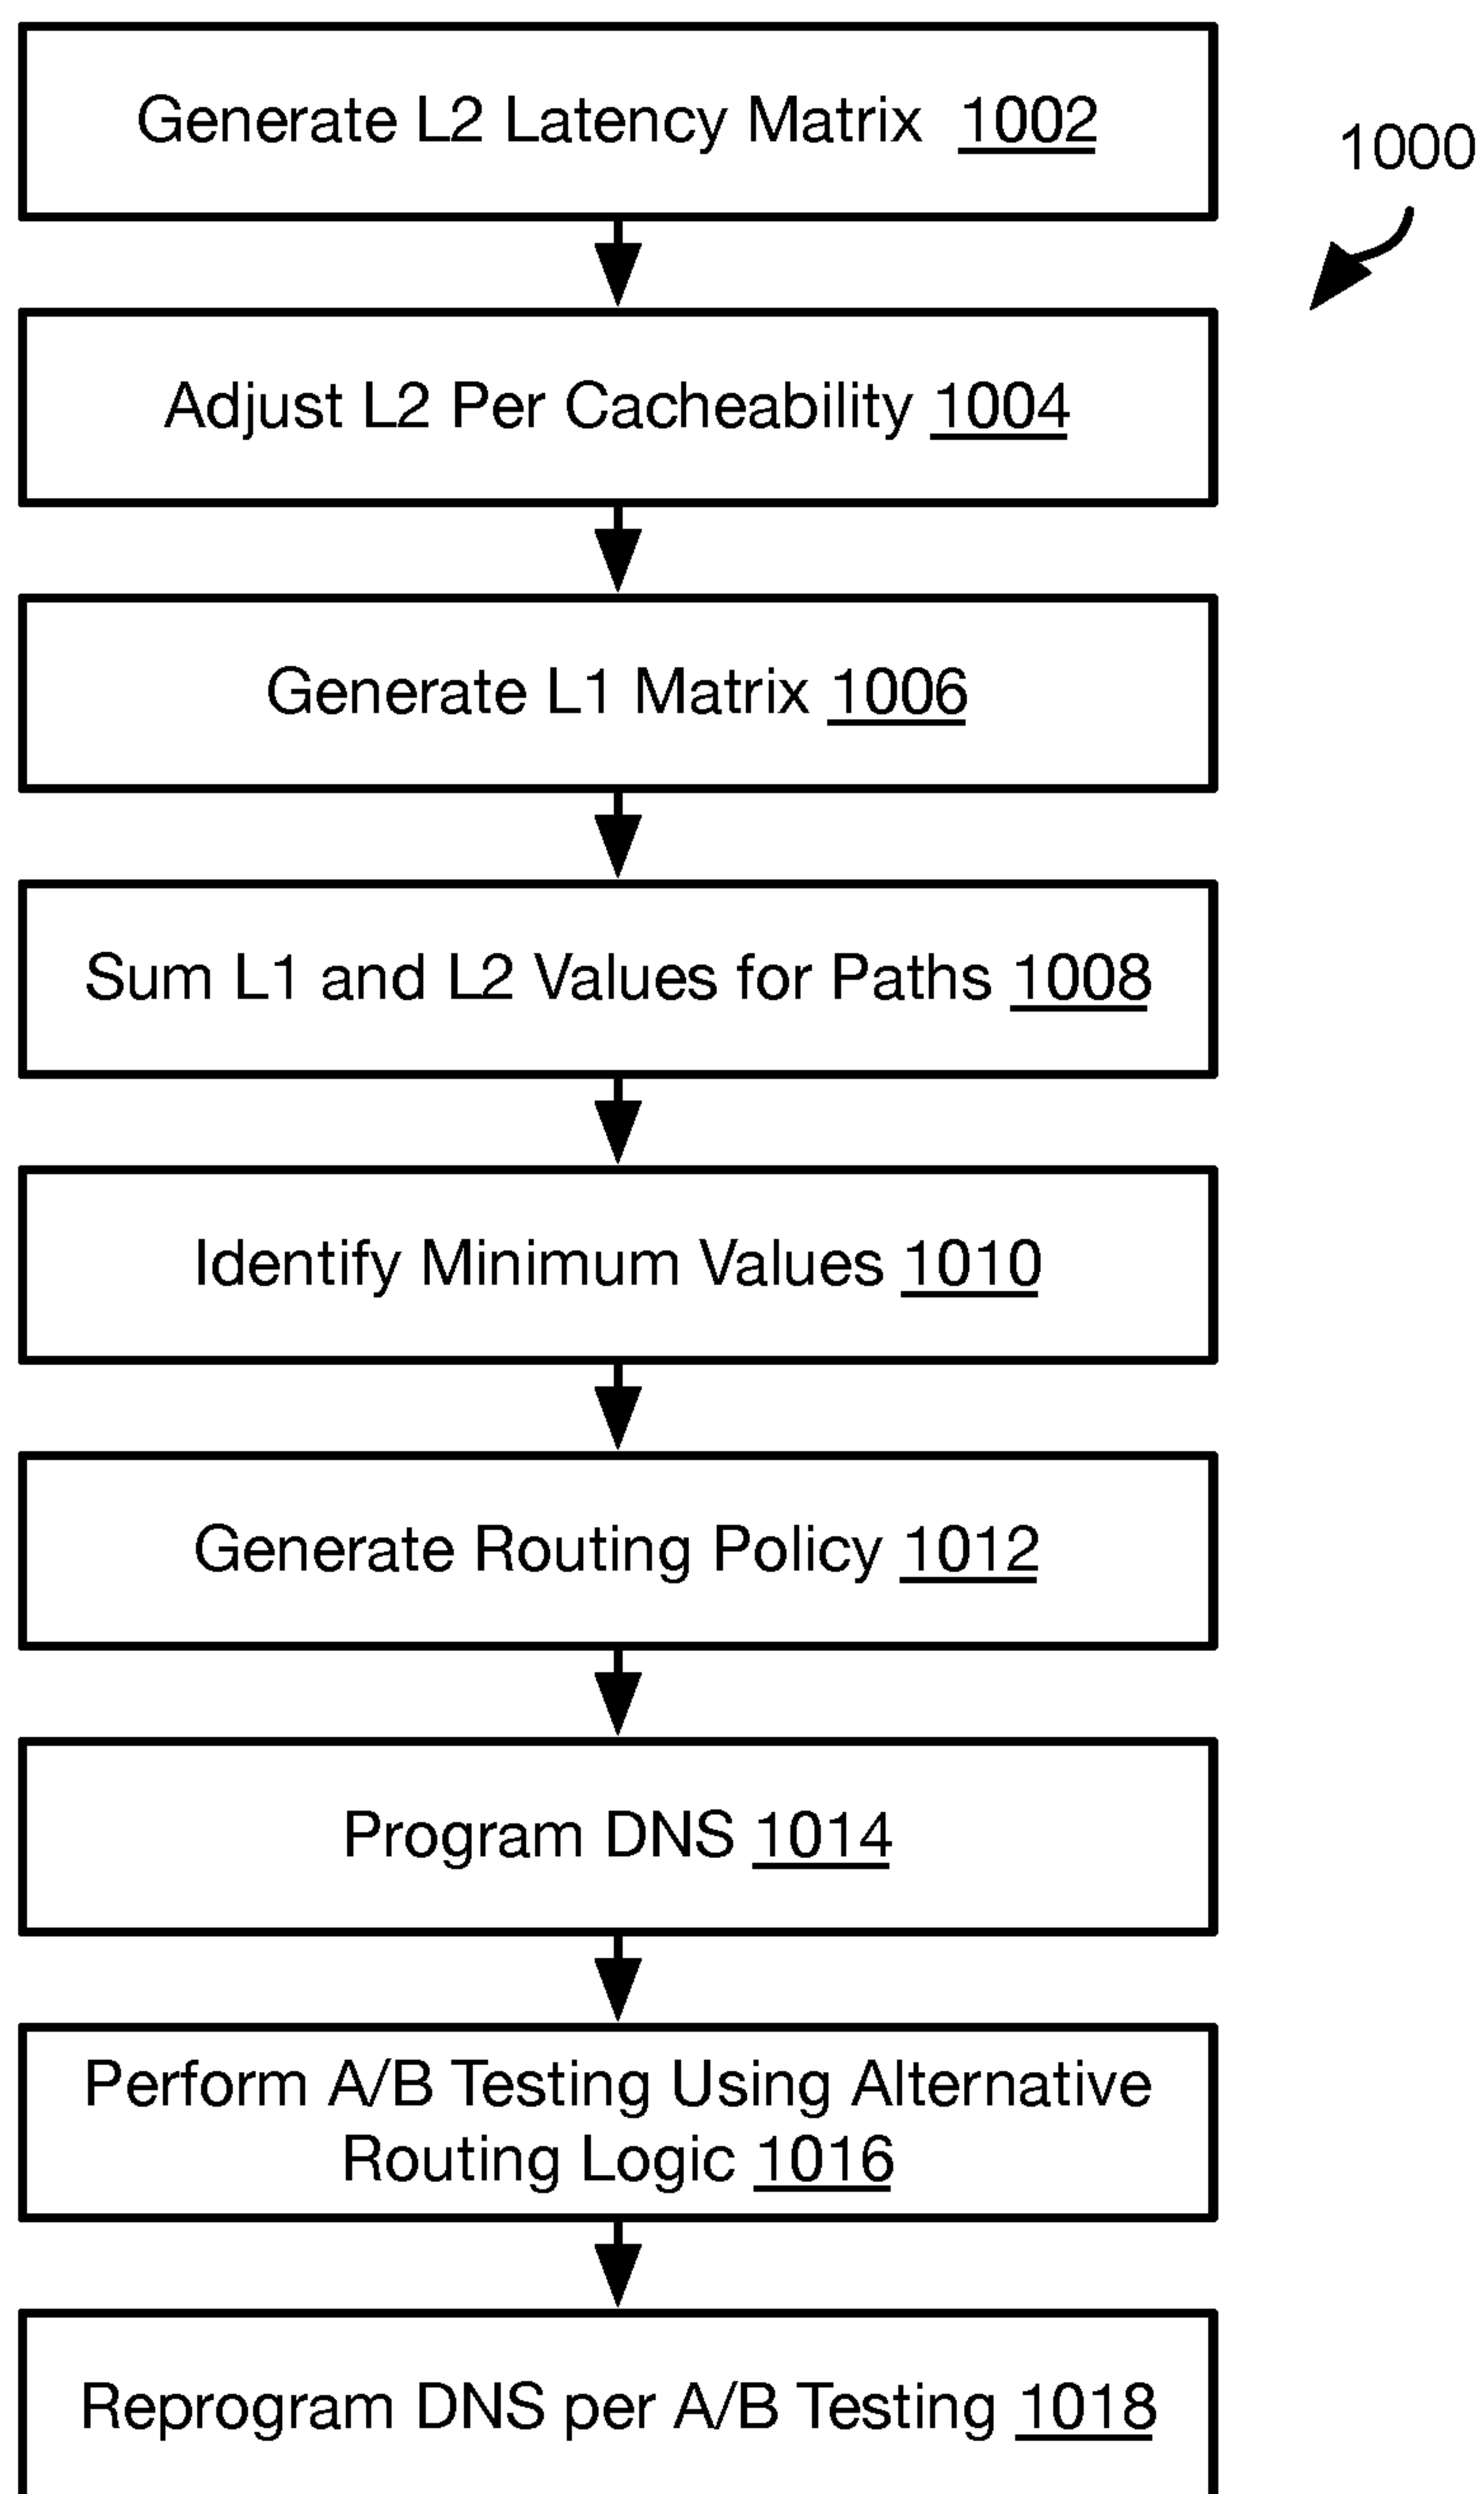 Generate L2 Latency Matrix 1002
1000
Adjust L2 Per Cacheability 1004
Generate L1 Matrix 1006
Sum L1 and L2 Values for Paths 1008
Identify Minimum Values 1010
Generate Routing Policy 1012
Program DNS 1014
Perform A/B Testing Using Alternative
Routing Logic 1016
Reprogram DNS per A/B Testing 1018